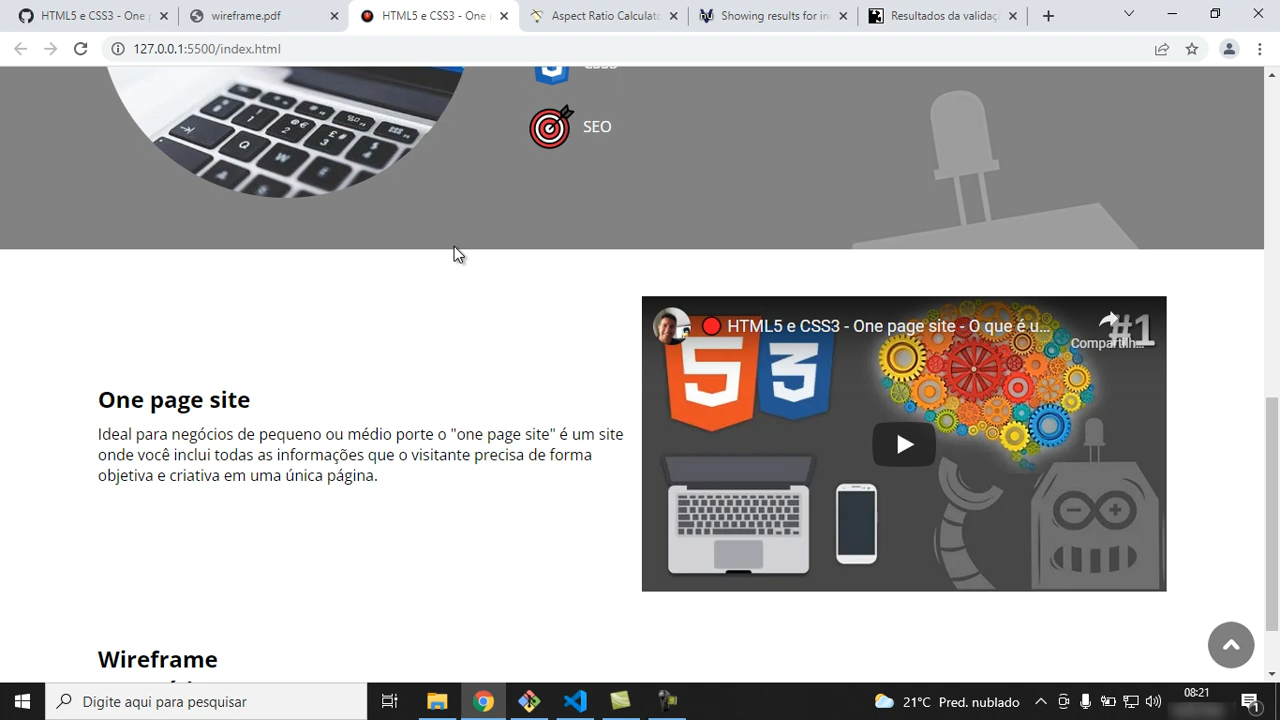 HTML5 e CSS3 - One p
wireframe.pdf
HTML5 e CSS3 - One p
Aspect Ratio Calculato
Showing results for in
Resultados da validaç
127.0.0.1:5500/index.html
CSS3
SEO
HTML5 e CSS3 - One page site - O que é u...
#1
Compartilh...
One page site
Ideal para negócios de pequeno ou médio porte o "one page site" é um site
onde você inclui todas as informações que o visitante precisa de forma
objetiva e criativa em uma única página.
Wireframe
Digite aqui para pesquisar
21°C Pred. nublado
08:21
1